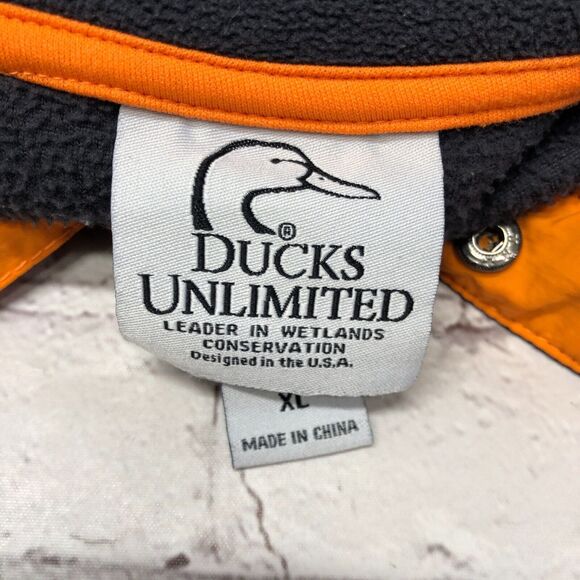 ®
DUCKS
UNLIMITED
LEADER IN WETLANDS
CONSERVATION
Designed in the U.S.A.
XL
MADE IN CHINA